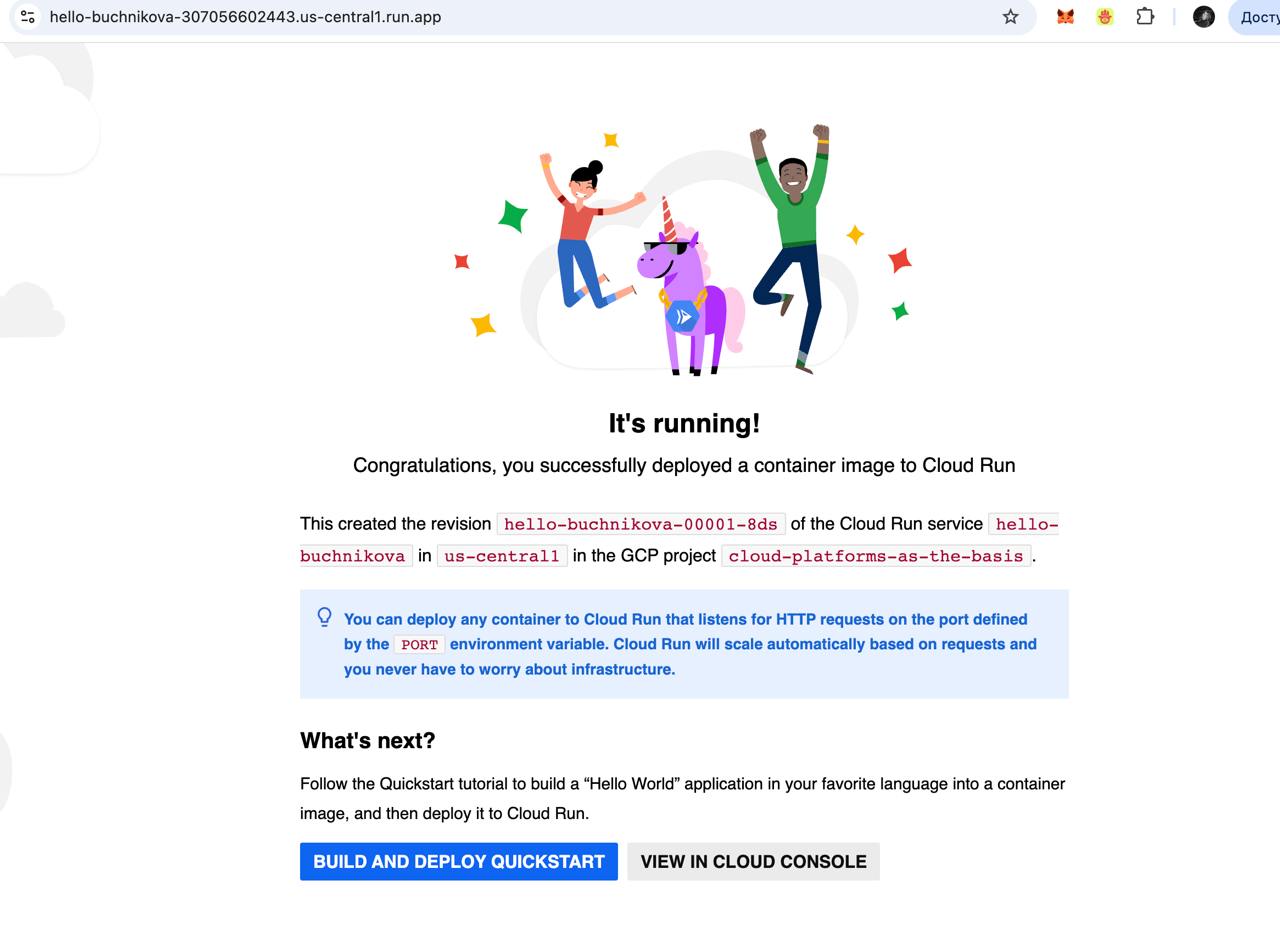 hello-buchnikova-307056602443.us-central1.run.app
Досту
It's running!
Congratulations, you successfully deployed a container image to Cloud Run
This created the revision hello-buchnikova-00001-8ds of the Cloud Run service hello-
buchnikova in us-central1 in the GCP project cloud-platforms-as-the-basis.
You can deploy any container to Cloud Run that listens for HTTP requests on the port defined
by the PORT environment variable. Cloud Run will scale automatically based on requests and
you never have to worry about infrastructure.
What's next?
Follow the Quickstart tutorial to build a “Hello World” application in your favorite language into a container
image, and then deploy it to Cloud Run.
BUILD AND DEPLOY QUICKSTART VIEW IN CLOUD CONSOLE